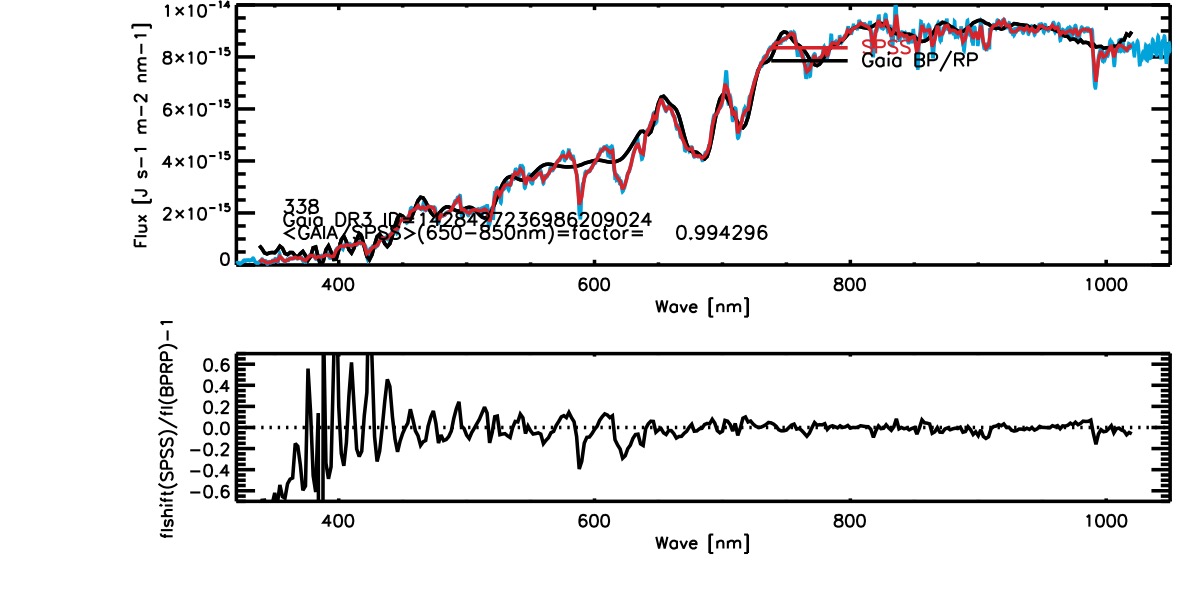 1×10−14
8×10−15
6×10−15
4×10−15
2×10−15
0
Flux [J s−1 m−2 nm−1]
SPSS
Gaia BP/RP
338
Gaia DR3
<GAIA/SPSS>(650−850nm)=factor= 0.994296
400 600 800 1000
Wave [nm]
flshift(SPSS)/fl(BPRP)−1
0.6
0.4
0.2
0.0
−0.2
−0.4
−0.6
400 600 800 1000
Wave [nm]